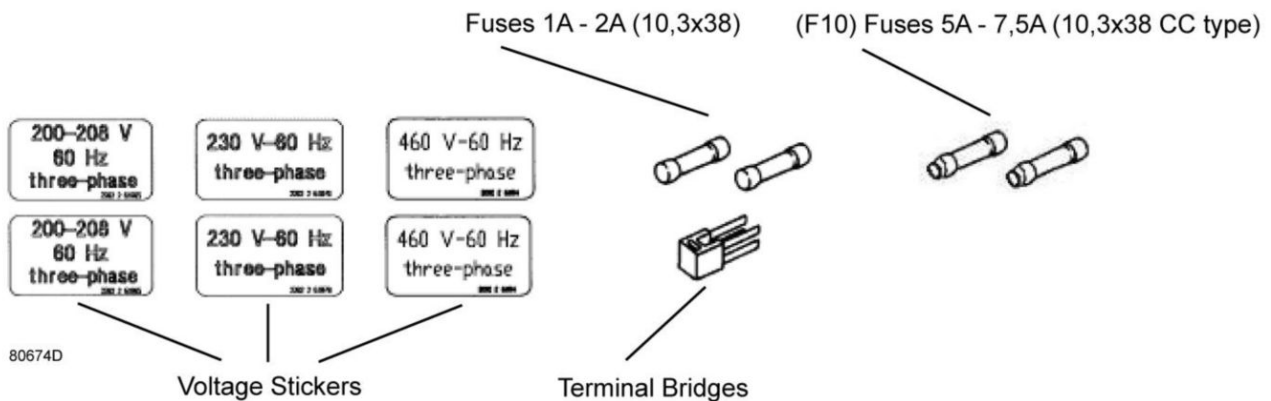 Fuses 1A - 2A (10,3x38)
(F10) Fuses 5A - 7,5A (10,3x38 CC type)
200-208 V
60 Hz
three-phase
230 V-60 Hz
three-phase
460 V-60 Hz
three-phase
200-208 V
60 Hz
three-phase
230 V-60 Hz
three-phase
460 V-60 Hz
three-phase
80674D
Voltage Stickers
Terminal Bridges